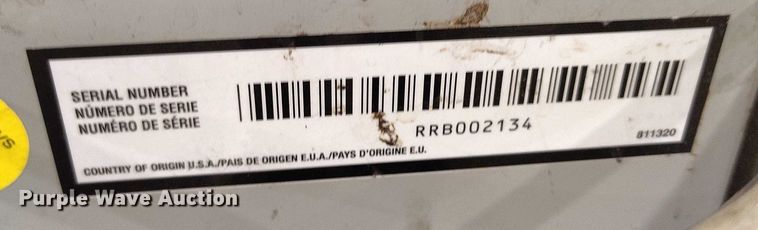 SERIAL NUMBER
NÚMERO DE SERIE
NUMÉRO DE SÉRIE
RRB002134
811320
COUNTRY OF ORIGIN U.S.A./PAIS DE ORIGEN E.U.A./PAYS D'ORIGINE E.U.
Purple Wave Auction